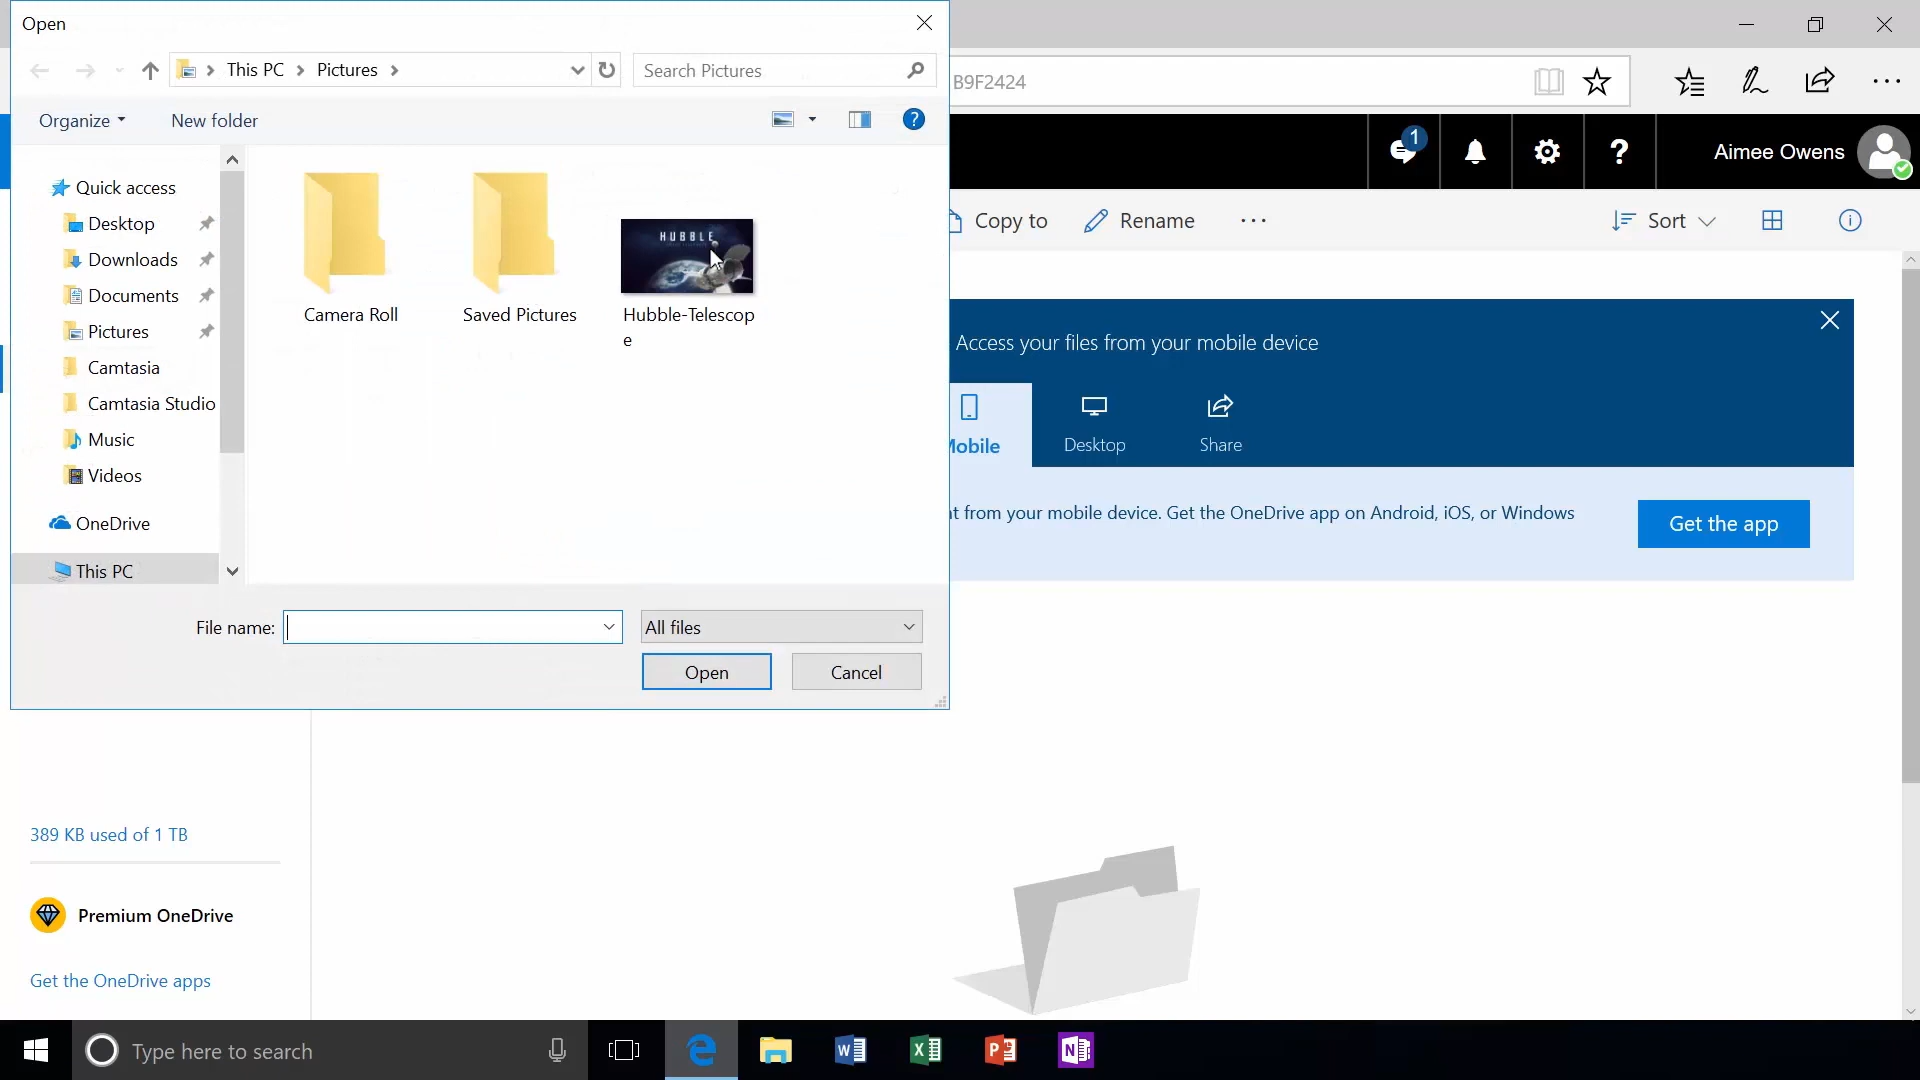 Open
This PC
Pictures
Search Pictures
B9F2424
Organize
New folder
?
1
?
Aimee Owens
Copy to
Rename
Sort
Quick access
Desktop
Downloads
Documents
Pictures
Camtasia
Camtasia Studio
Music
Videos
OneDrive
This PC
HUBBLE
Camera Roll
Saved Pictures
Hubble-Telescop
e
Access your files from your mobile device
Mobile
Desktop
Share
from your mobile device. Get the OneDrive app on Android, iOS, or Windows
Get the app
File name:
All files
Open
Cancel
389 KB used of 1 TB
Premium OneDrive
Get the OneDrive apps
Type here to search